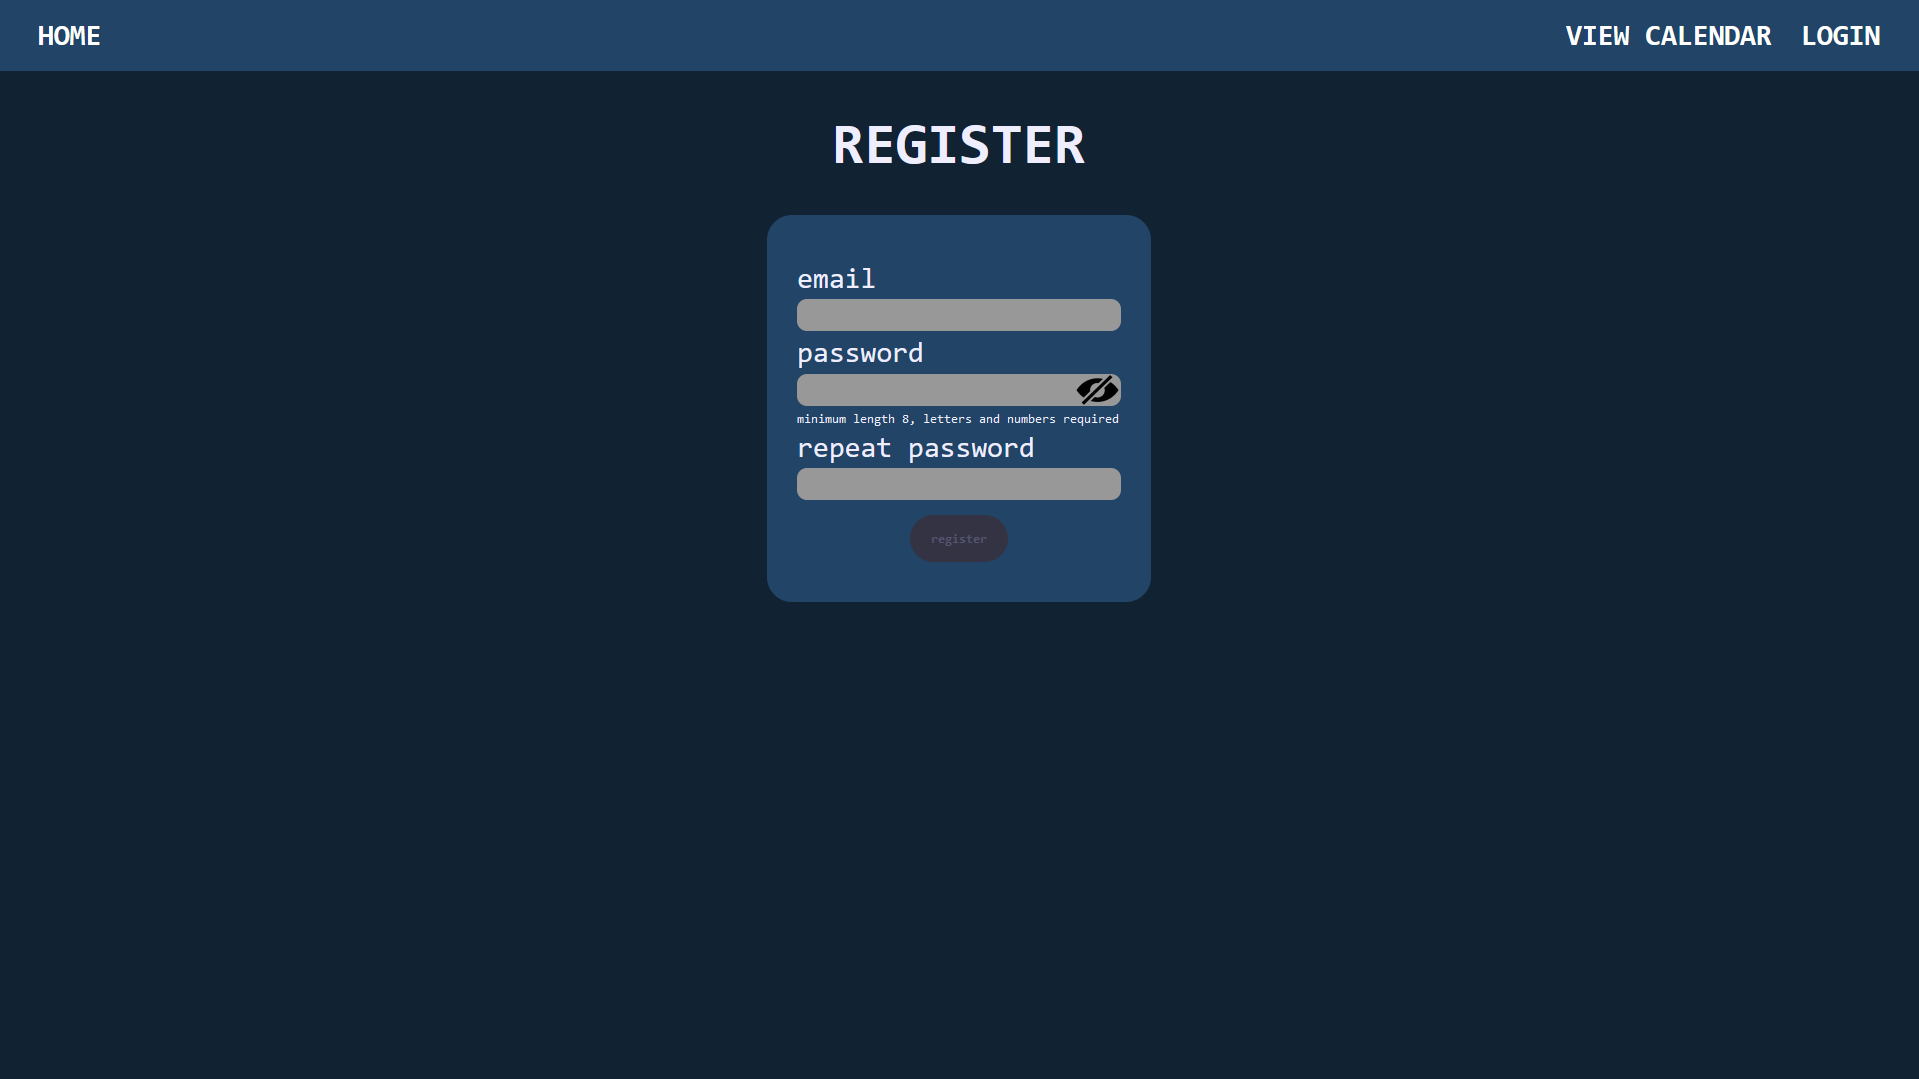 HOME VIEW CALENDAR LOGIN
REGISTER
email
password
minimum length 8, letters and numbers required
repeat password
register